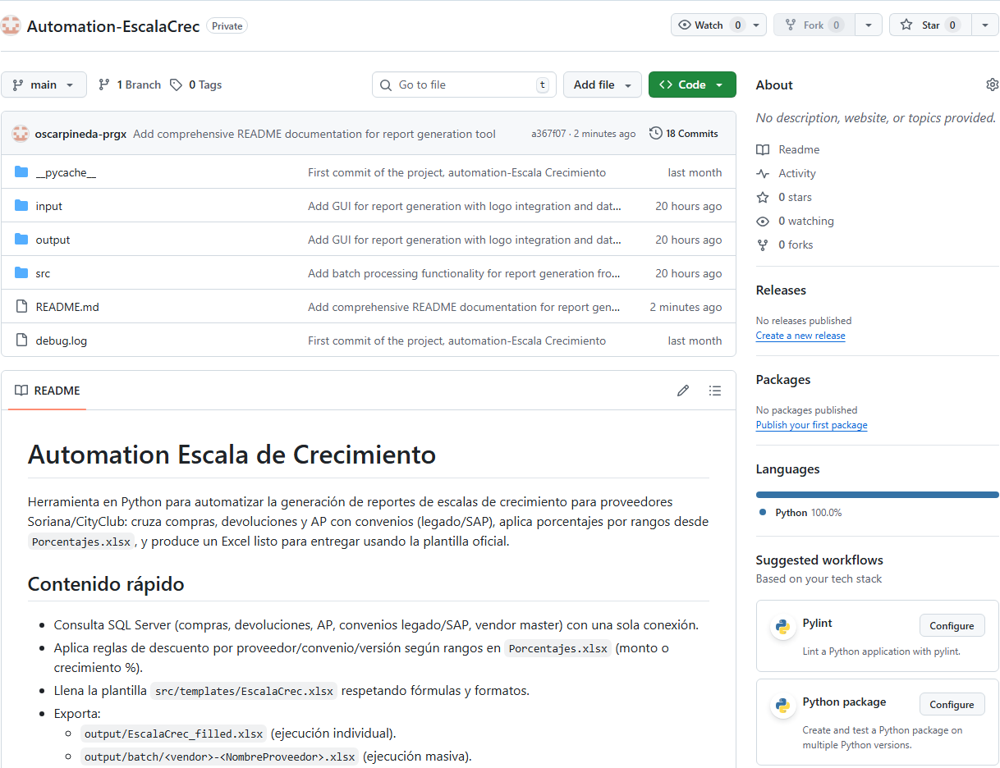 Automation-EscalaCrec Private
Watch 0 Fork 0 Star 0
main 1 Branch 0 Tags Go to file t Add file Code
oscarpineda-prgx Add comprehensive README documentation for report generation tool a367f07 · 2 minutes ago 18 Commits
__pycache__ First commit of the project, automation-Escala Crecimiento last month
input Add GUI for report generation with logo integration and dat... 20 hours ago
output Add GUI for report generation with logo integration and dat... 20 hours ago
src Add batch processing functionality for report generation fro... 20 hours ago
README.md Add comprehensive README documentation for report gen... 2 minutes ago
debug.log First commit of the project, automation-Escala Crecimiento last month
README
Automation Escala de Crecimiento
Herramienta en Python para automatizar la generación de reportes de escalas de crecimiento para proveedores
Soriana/CityClub: cruza compras, devoluciones y AP con convenios (legado/SAP), aplica porcentajes por rangos desde
Porcentajes.xlsx , y produce un Excel listo para entregar usando la plantilla oficial.
Contenido rápido
Consulta SQL Server (compras, devoluciones, AP, convenios legado/SAP, vendor master) con una sola conexión.
Aplica reglas de descuento por proveedor/convenio/versión según rangos en Porcentajes.xlsx (monto o
crecimiento %).
Llena la plantilla src/templates/EscalaCrec.xlsx respetando fórmulas y formatos.
Exporta:
output/EscalaCrec_filled.xlsx (ejecución individual).
output/batch/<vendor>-<NombreProveedor>.xlsx (ejecución masiva).
About
No description, website, or topics provided.
Readme
Activity
0 stars
0 watching
0 forks
Releases
No releases published
Create a new release
Packages
No packages published
Publish your first package
Languages
Python 100.0%
Suggested workflows
Based on your tech stack
Pylint Configure
Lint a Python application with pylint.
Python package Configure
Create and test a Python package on
multiple Python versions.